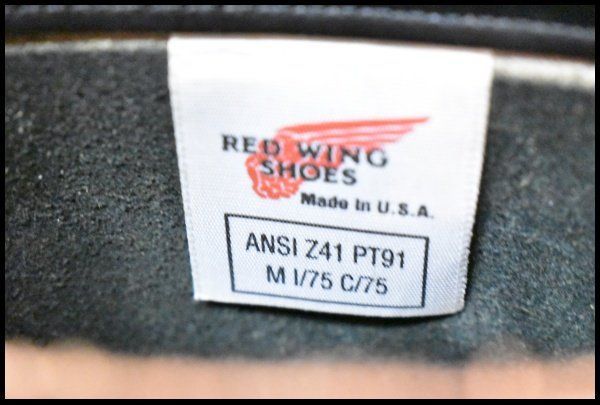 RED WING
SHOES
Made in U.S.A.
ANSI Z41 PT91
M I/75 C/75